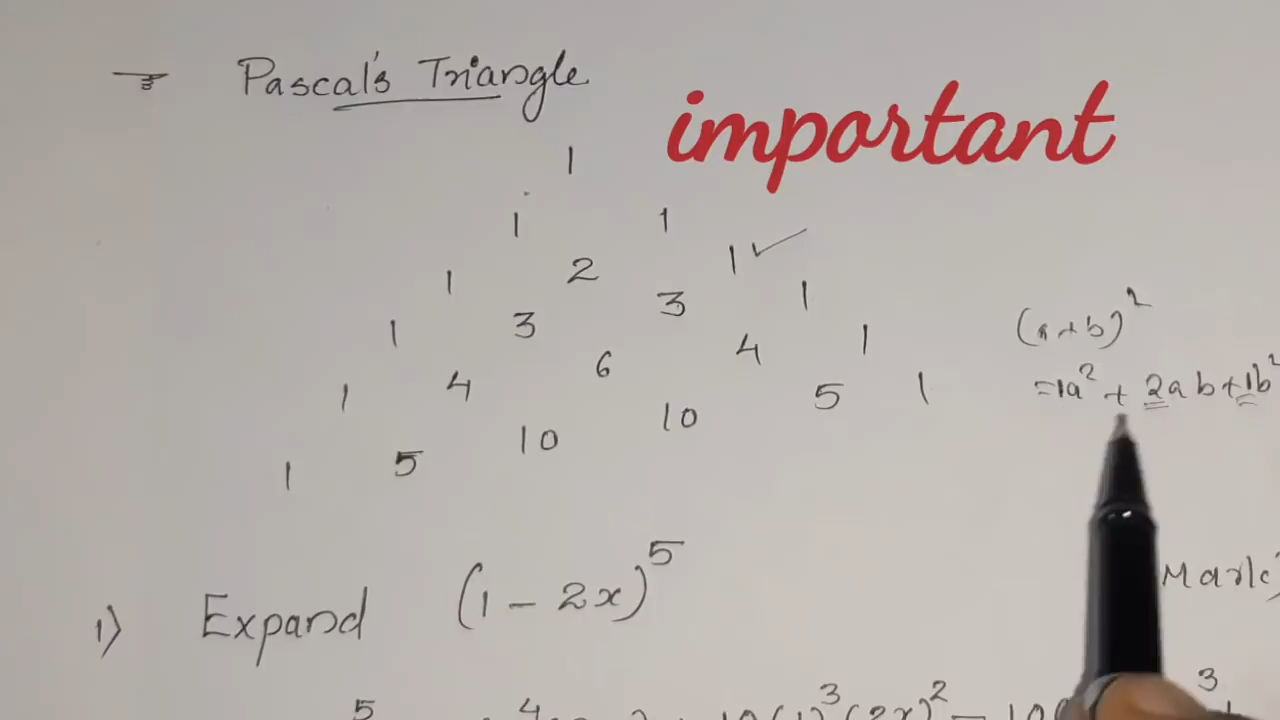 Pascal's Triangle
important
1
1 1
1 2 1 ✓
1 3 3 1
1 4 6 4 1
1 5 10 10 5 1
(a+b)²
=1a² + 2ab+1b²
1) Expand (1 - 2x)⁵